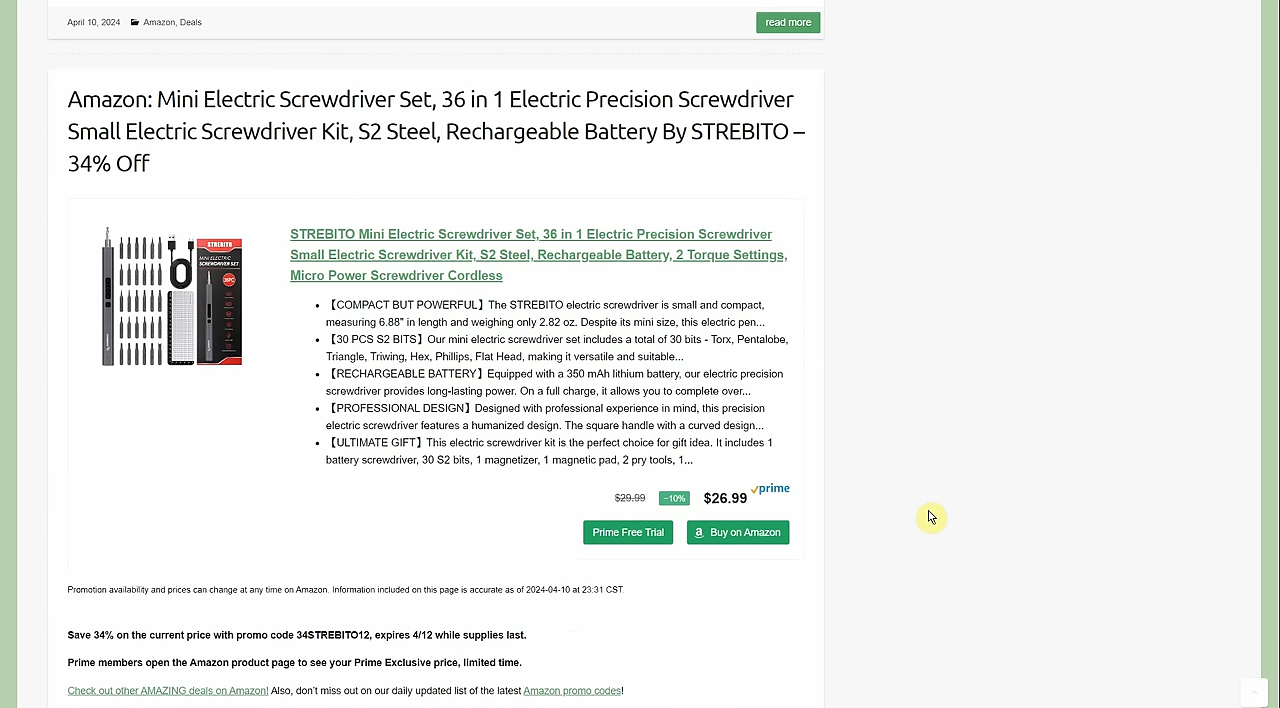 April 10, 2024 Amazon, Deals read more
Amazon: Mini Electric Screwdriver Set, 36 in 1 Electric Precision Screwdriver
Small Electric Screwdriver Kit, S2 Steel, Rechargeable Battery By STREBITO –
34% Off
STREBITO
MINI ELECTRIC
SCREWDRIVER SET
36PC
STREBITO Mini Electric Screwdriver Set, 36 in 1 Electric Precision Screwdriver
Small Electric Screwdriver Kit, S2 Steel, Rechargeable Battery, 2 Torque Settings,
Micro Power Screwdriver Cordless
• 【COMPACT BUT POWERFUL】The STREBITO electric screwdriver is small and compact,
measuring 6.88" in length and weighing only 2.82 oz. Despite its mini size, this electric pen...
• 【30 PCS S2 BITS】Our mini electric screwdriver set includes a total of 30 bits - Torx, Pentalobe,
Triangle, Triwing, Hex, Phillips, Flat Head, making it versatile and suitable...
• 【RECHARGEABLE BATTERY】Equipped with a 350 mAh lithium battery, our electric precision
screwdriver provides long-lasting power. On a full charge, it allows you to complete over...
• 【PROFESSIONAL DESIGN】Designed with professional experience in mind, this precision
electric screwdriver features a humanized design. The square handle with a curved design...
• 【ULTIMATE GIFT】This electric screwdriver kit is the perfect choice for gift idea. It includes 1
battery screwdriver, 30 S2 bits, 1 magnetizer, 1 magnetic pad, 2 pry tools, 1...
$29.99 −10% $26.99 prime
Prime Free Trial Buy on Amazon
Promotion availability and prices can change at any time on Amazon. Information included on this page is accurate as of 2024-04-10 at 23:31 CST.
Save 34% on the current price with promo code 34STREBITO12, expires 4/12 while supplies last.
Prime members open the Amazon product page to see your Prime Exclusive price, limited time.
Check out other AMAZING deals on Amazon! Also, don't miss out on our daily updated list of the latest Amazon promo codes!